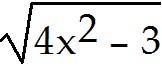 √4x² – 3